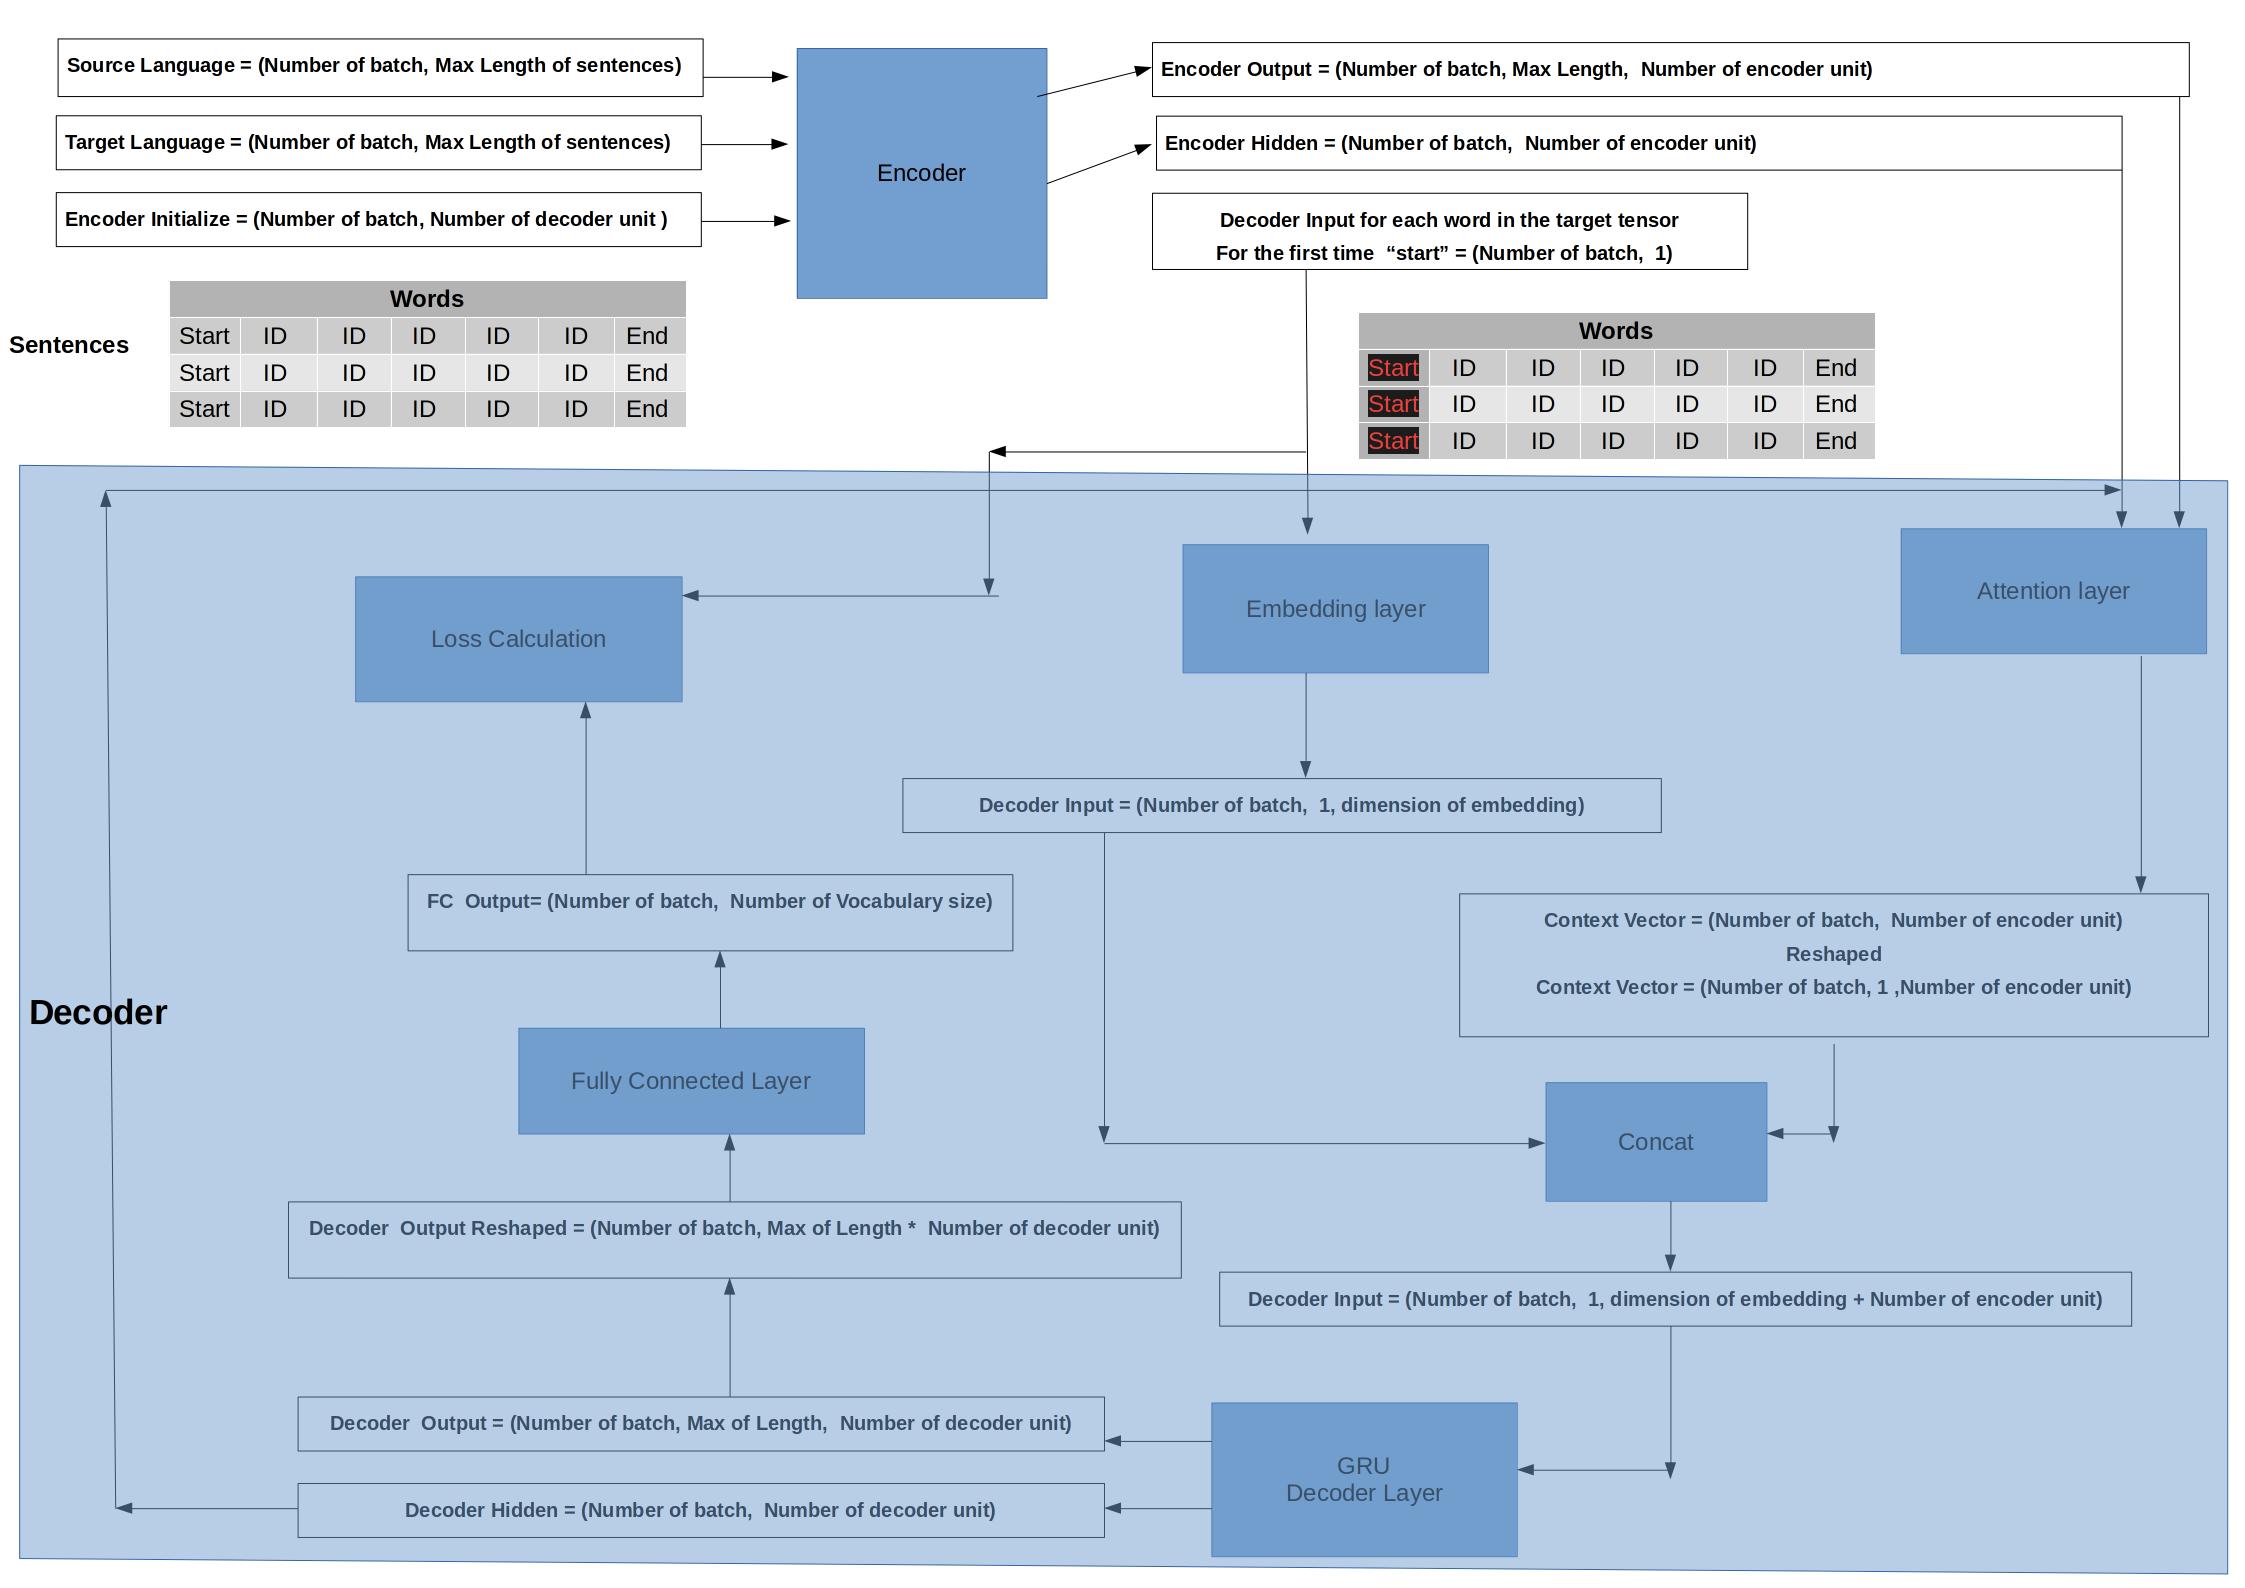 Source Language = (Number of batch, Max Length of sentences)
Target Language = (Number of batch, Max Length of sentences)
Encoder Initialize = (Number of batch, Number of decoder unit )
Encoder
Encoder Output = (Number of batch, Max Length,  Number of encoder unit)
Encoder Hidden = (Number of batch,  Number of encoder unit)
Decoder Input for each word in the target tensor
For the first time  “start” = (Number of batch,  1)
Sentences
Words
Start ID ID ID ID ID End
Start ID ID ID ID ID End
Start ID ID ID ID ID End
Words
Start ID ID ID ID ID End
Start ID ID ID ID ID End
Start ID ID ID ID ID End
Decoder
Loss Calculation
Embedding layer
Attention layer
Decoder Input = (Number of batch,  1, dimension of embedding)
FC  Output= (Number of batch,  Number of Vocabulary size)
Context Vector = (Number of batch,  Number of encoder unit)
Reshaped
Context Vector = (Number of batch, 1 ,Number of encoder unit)
Fully Connected Layer
Concat
Decoder  Output Reshaped = (Number of batch, Max of Length *  Number of decoder unit)
Decoder Input = (Number of batch,  1, dimension of embedding + Number of encoder unit)
Decoder  Output = (Number of batch, Max of Length,  Number of decoder unit)
GRU
Decoder Layer
Decoder Hidden = (Number of batch,  Number of decoder unit)